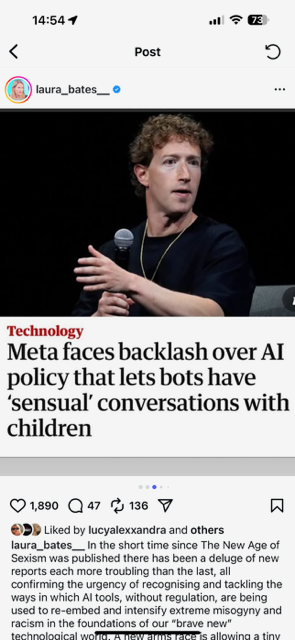 14:54
73
Post
laura_bates__
Technology
Meta faces backlash over AI
policy that lets bots have
‘sensual’ conversations with
children
1,890 47 136
Liked by lucyalexxandra and others
laura_bates__ In the short time since The New Age of
Sexism was published there has been a deluge of new
reports each more troubling than the last, all
confirming the urgency of recognising and tackling the
ways in which AI tools, without regulation, are being
used to re-embed and intensify extreme misogyny and
racism in the foundations of our “brave new”
technological world. A new arms race is allowing a tiny